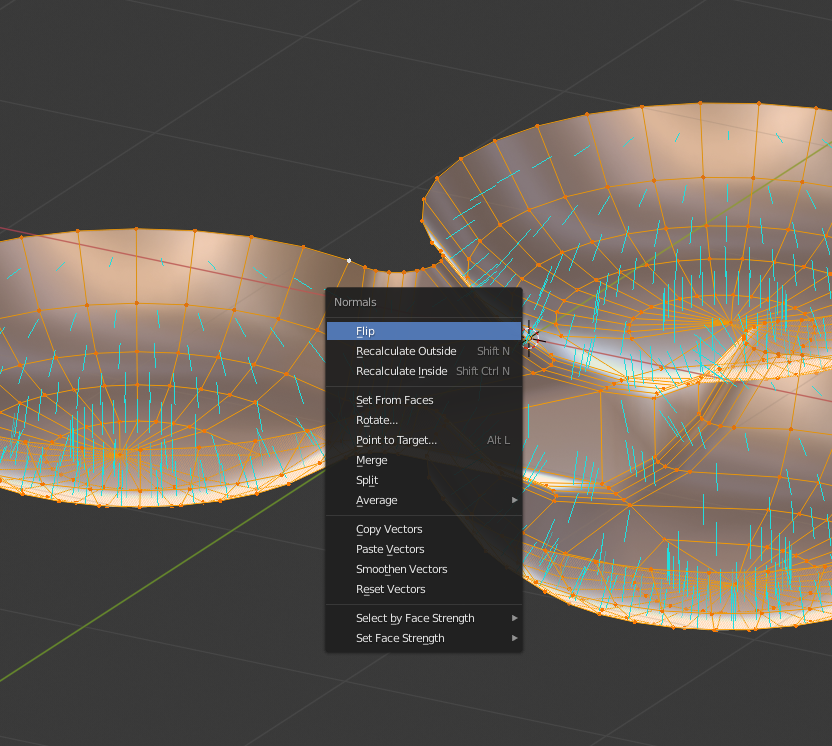 Normals
Flip
Recalculate Outside Shift N
Recalculate Inside Shift Ctrl N
Set From Faces
Rotate...
Point to Target... Alt L
Merge
Split
Average
Copy Vectors
Paste Vectors
Smoothen Vectors
Reset Vectors
Select by Face Strength
Set Face Strength